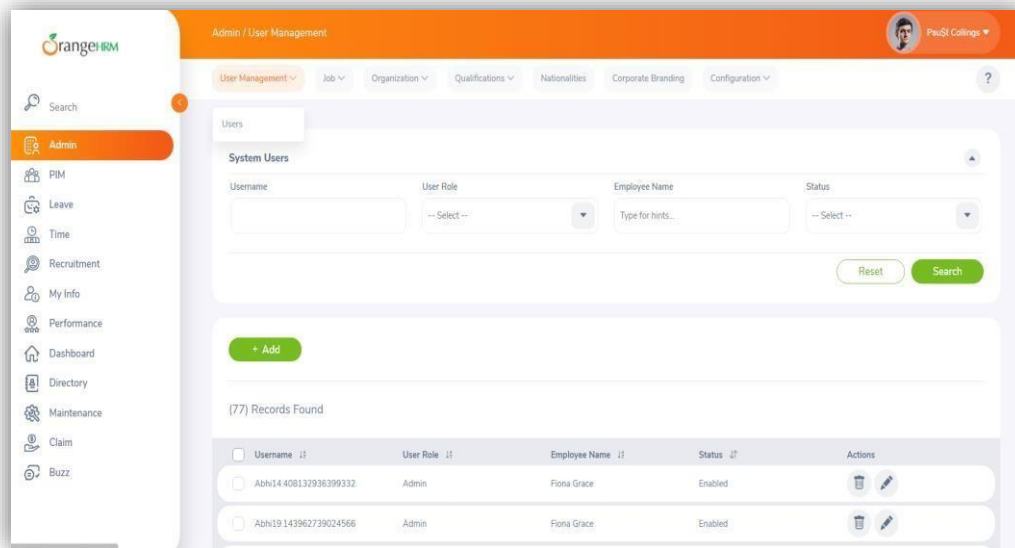 OrangeHRM
Admin / User Management
Pau$t Collings
User Management
Job
Organization
Qualifications
Nationalities
Corporate Branding
Configuration
?
Search
Users
Admin
PIM
Leave
Time
Recruitment
My Info
Performance
Dashboard
Directory
Maintenance
Claim
Buzz
System Users
Username
User Role
Employee Name
Status
-- Select --
Type for hints...
-- Select --
Reset
Search
+ Add
(77) Records Found
Username User Role Employee Name Status Actions
Abhi14.408132936399332 Admin Fiona Grace Enabled
Abhi19.143962739024566 Admin Fiona Grace Enabled